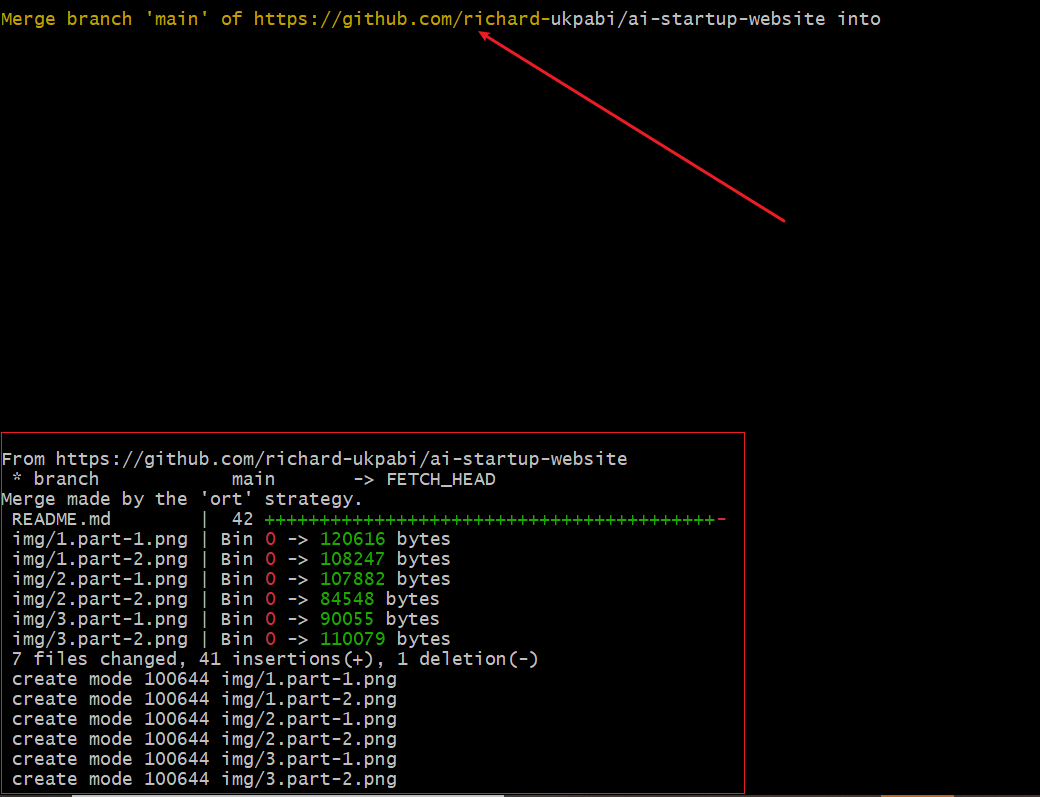 Merge branch 'main' of https://github.com/richard-ukpabi/ai-startup-website into
From https://github.com/richard-ukpabi/ai-startup-website
* branch main -> FETCH_HEAD
Merge made by the 'ort' strategy.
README.md | 42 +++++++++++++++++++++++++++++++++++++++++-
img/1.part-1.png | Bin 0 -> 120616 bytes
img/1.part-2.png | Bin 0 -> 108247 bytes
img/2.part-1.png | Bin 0 -> 107882 bytes
img/2.part-2.png | Bin 0 -> 84548 bytes
img/3.part-1.png | Bin 0 -> 90055 bytes
img/3.part-2.png | Bin 0 -> 110079 bytes
7 files changed, 41 insertions(+), 1 deletion(-)
create mode 100644 img/1.part-1.png
create mode 100644 img/1.part-2.png
create mode 100644 img/2.part-1.png
create mode 100644 img/2.part-2.png
create mode 100644 img/3.part-1.png
create mode 100644 img/3.part-2.png